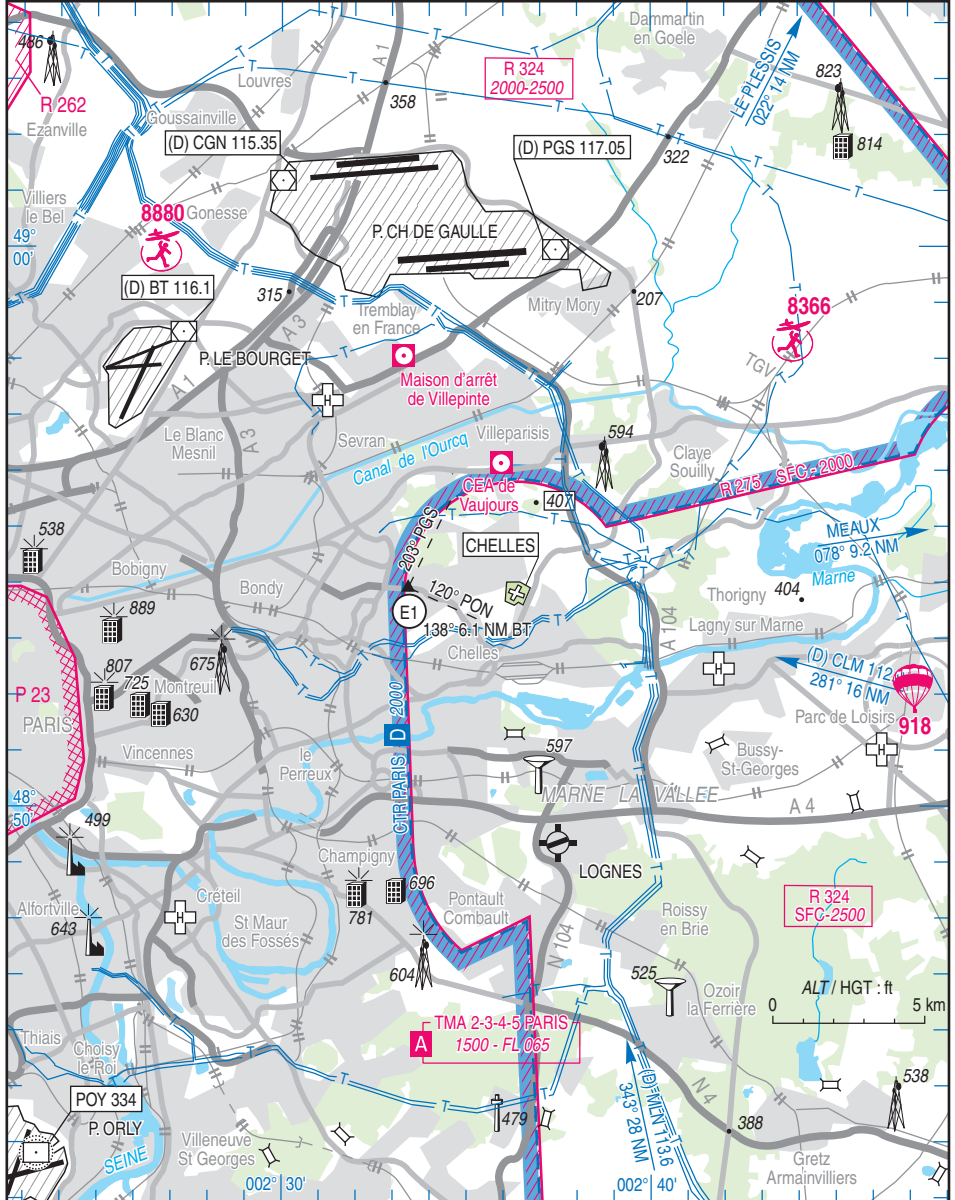 Dammartin
en Goele
486
A 1
LE PLESSIS
022° 14 NM
R 324
2000-2500
823
Louvres
358
R 262
Goussainville
Ezanville
(D) CGN 115.35
(D) PGS 117.05
322
814
Villiers
le Bel
8880
Gonesse
49°
00'
P. CH DE GAULLE
(D) BT 116.1
315
Tremblay
en France
Mitry Mory
207
8366
A 3
P. LE BOURGET
TGV
A 1
Maison d'arrêt
de Villepinte
Le Blanc
Mesnil
A 3
Sevran
Canal de l'Ourcq
Villeparisis
594
Claye
Souilly
R 275 SFC - 2000
CEA de
Vaujours
407
538
203° PGS
CHELLES
MEAUX
078° 9.2 NM
Bobigny
Bondy
Marne
120° PON
Thorigny
404
889
E1
138° 6.1 NM BT
A 104
Lagny sur Marne
Chelles
675
807
725
Montreuil
630
(D) CLM 112
281° 16 NM
P 23
PARIS
CTR PARIS D 2000
Parc de Loisirs
918
Vincennes
le
Perreux
597
Bussy-
St-Georges
MARNE LA VALLEE
48°
50'
A 4
499
Champigny
LOGNES
696
781
Créteil
Alfortville
Pontault
Combault
R 324
SFC-2500
643
St Maur
des Fossés
Roissy
en Brie
604
N 104
525
Ozoir
la Ferrière
ALT / HGT : ft
0 5 km
Thiais
TMA 2-3-4-5 PARIS
A
1500 - FL 065
Choisy
le Roi
(D) MLN 113.6
343° 28 NM
N 4
538
POY 334
P. ORLY
479
388
SEINE
Villeneuve
St Georges
Gretz
Armainvilliers
002° 30'
002° 40'